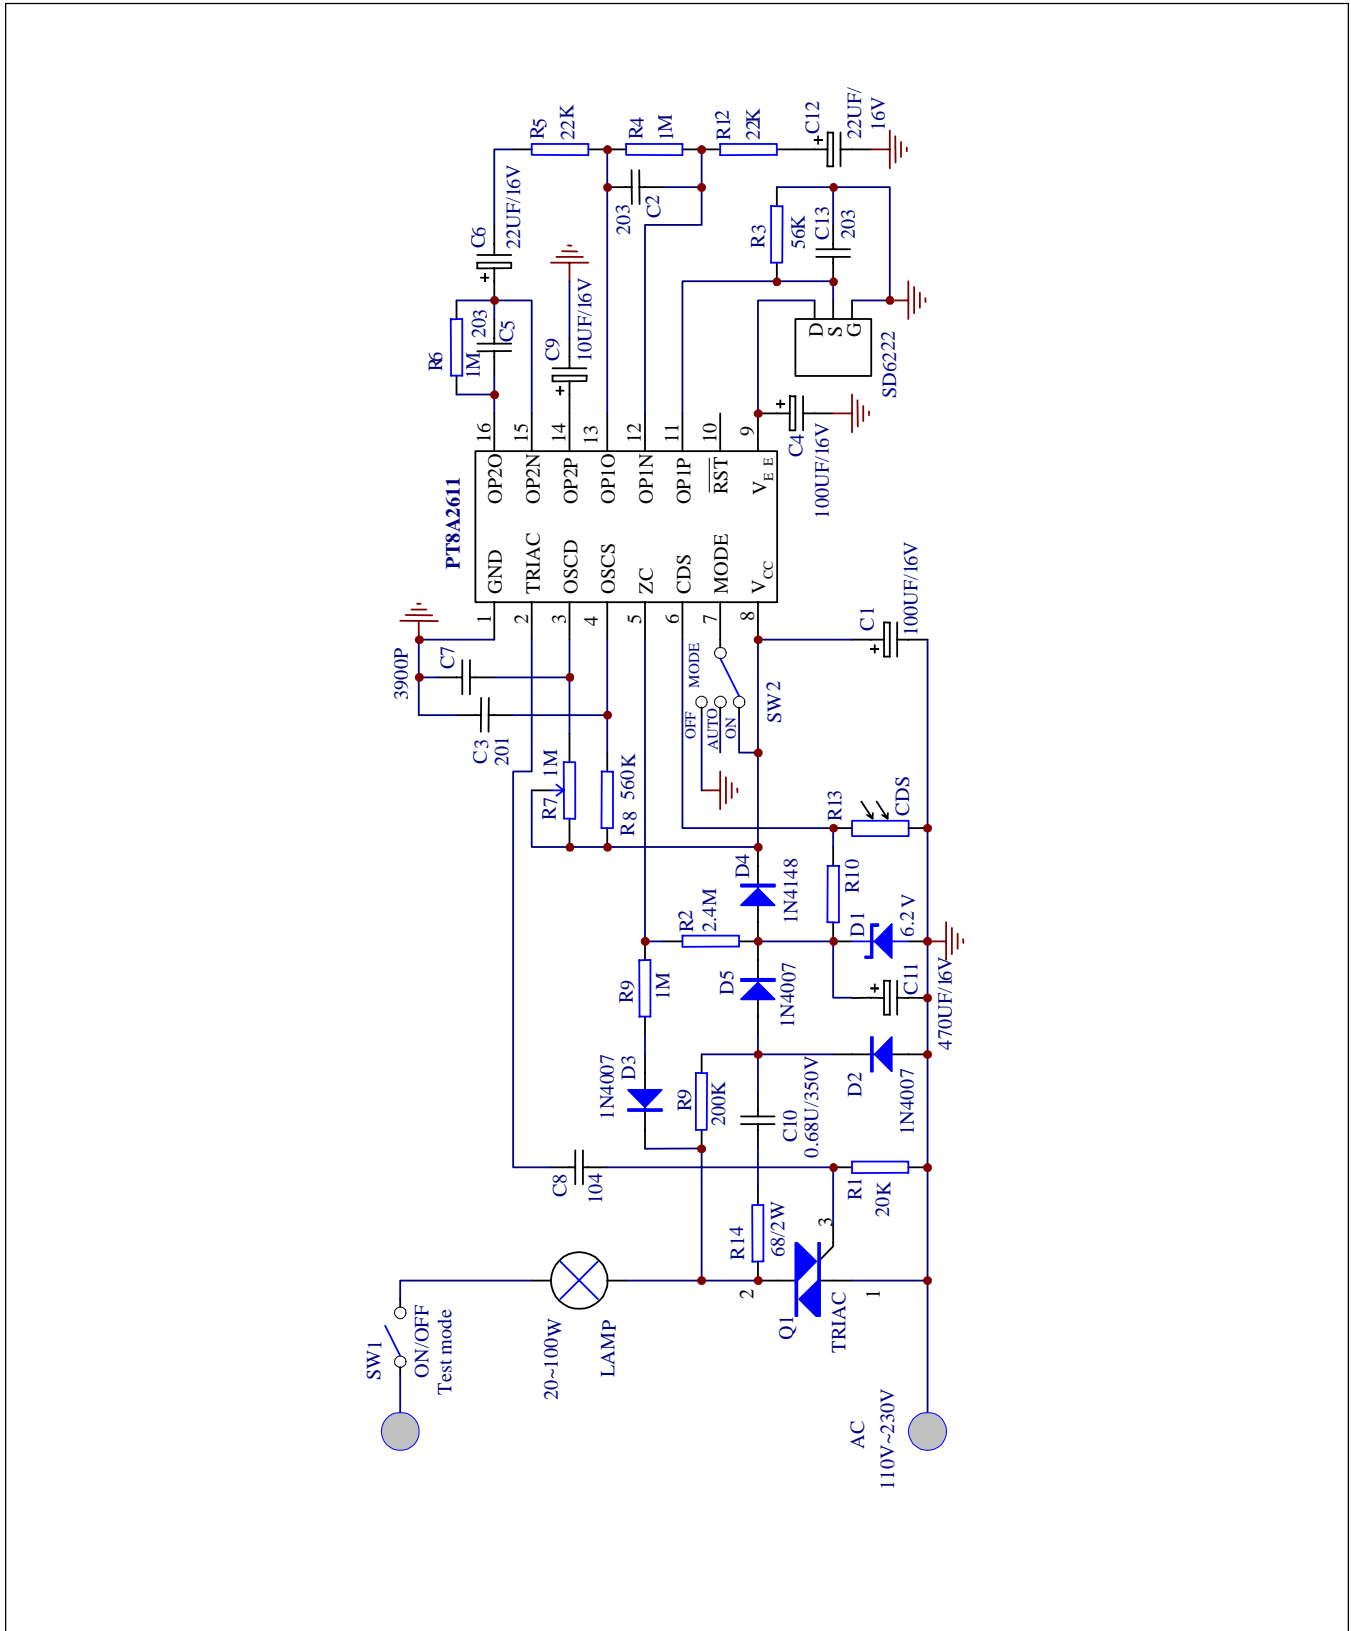 SW1
ON/OFF
Test mode
20~100W
LAMP
AC
110V~230V
C8
104
Q1
TRIAC
2
1
3
R14
68/2W
R1
20K
1N4007
D3
R9
200K
C10
0.68U/350V
D2
1N4007
R9
1M
D5
1N4007
C11
470UF/16V
R2
2.4M
D4
1N4148
D1
6.2V
R10
R13
CDS
R7
1M
R8
560K
C3
201
3900P
C7
OFF
AUTO
ON
MODE
SW2
C1
100UF/16V
PT8A2611
1
2
3
4
5
6
7
8
GND
TRIAC
OSCD
OSCS
ZC
CDS
MODE
VCC
OP2O
OP2N
OP2P
OP1O
OP1N
OP1P
RST
VEE
16
15
14
13
12
11
10
9
R6
1M
203
C5
C6
22UF/16V
C9
10UF/16V
R5
22K
R4
1M
203
C2
R12
22K
C12
22UF/
16V
R3
56K
C13
203
D
S
G
SD6222
C4
100UF/16V